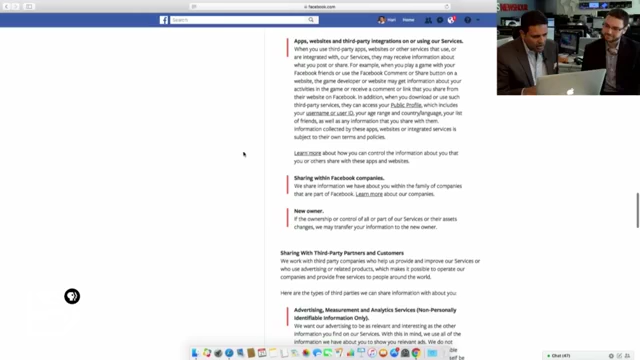 facebook.com
NEWSHOUR
Search
Hari
Home
Apps, websites and third-party integrations on or using our Services.
When you use third-party apps, websites or other services that use, or
are integrated with, our Services, they may receive information about
what you post or share. For example, when you play a game with your
Facebook friends or use the Facebook Comment or Share button on a
website, the game developer or website may get information about your
activities in the game or receive a comment or link that you share from
their website on Facebook. In addition, when you download or use such
third-party services, they can access your Public Profile, which includes
your username or user ID, your age range and country/language, your list
of friends, as well as any information that you share with them.
Information collected by these apps, websites or integrated services is
subject to their own terms and policies.
Learn more about how you can control the information about you that
you or others share with these apps and websites.
Sharing within Facebook companies.
We share information we have about you within the family of companies
that are part of Facebook. Learn more about our companies.
New owner.
If the ownership or control of all or part of our Services or their assets
changes, we may transfer your information to the new owner.
Sharing With Third-Party Partners and Customers
We work with third party companies who help us provide and improve our Services or
who use advertising or related products, which makes it possible to operate our
companies and provide free services to people around the world.
Here are the types of third parties we can share information with about you:
Advertising, Measurement and Analytics Services (Non-Personally
Identifiable Information Only).
We want our advertising to be as relevant and interesting as the other
information you find on our Services. With this in mind, we use all of
the information we have about you to show you relevant ads. We do not
Chat (47)